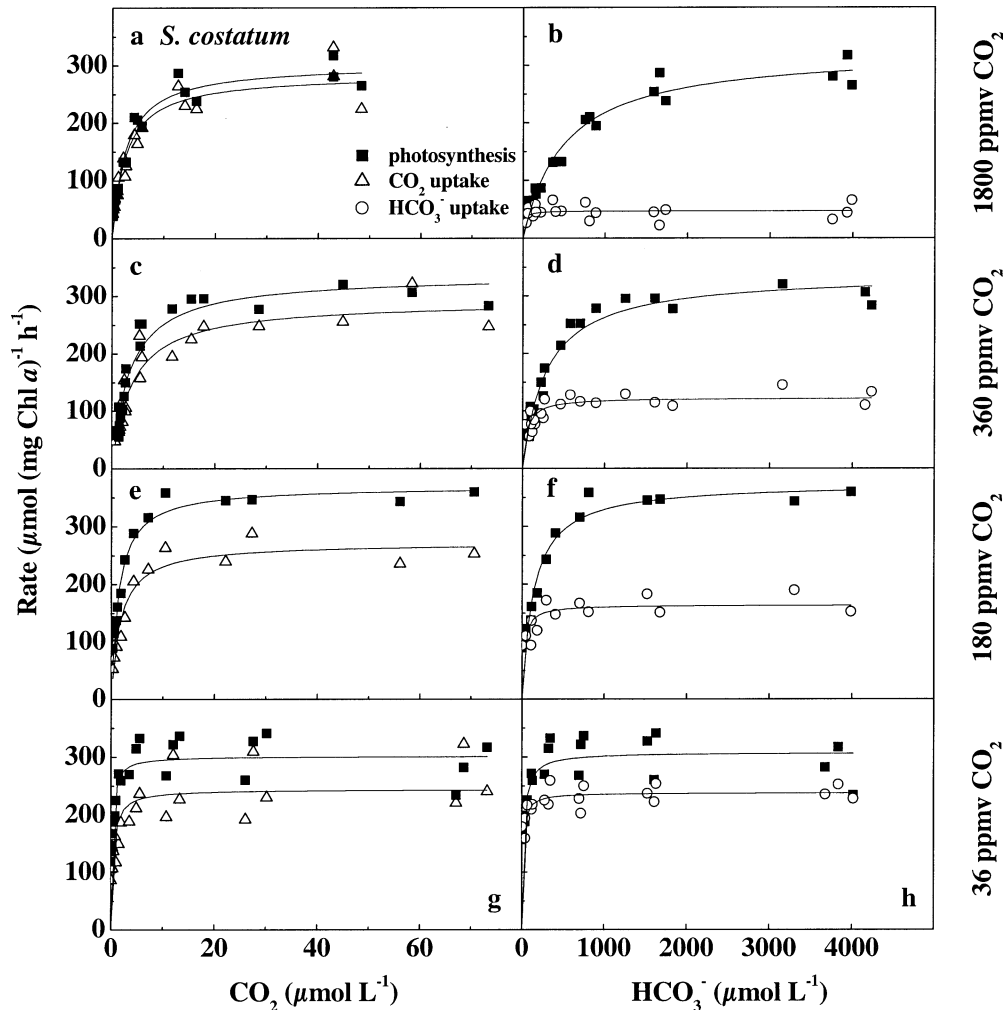 a S. costatum
b
300
200
100
0
photosynthesis
CO₂ uptake
HCO₃⁻ uptake
1800 ppmv CO₂
c
d
300
200
100
0
360 ppmv CO₂
e
f
300
200
100
0
180 ppmv CO₂
g
h
300
200
100
0
36 ppmv CO₂
Rate (µmol (mg Chl a)⁻¹ h⁻¹)
0 20 40 60
0 1000 2000 3000 4000
CO₂ (µmol L⁻¹)
HCO₃⁻ (µmol L⁻¹)